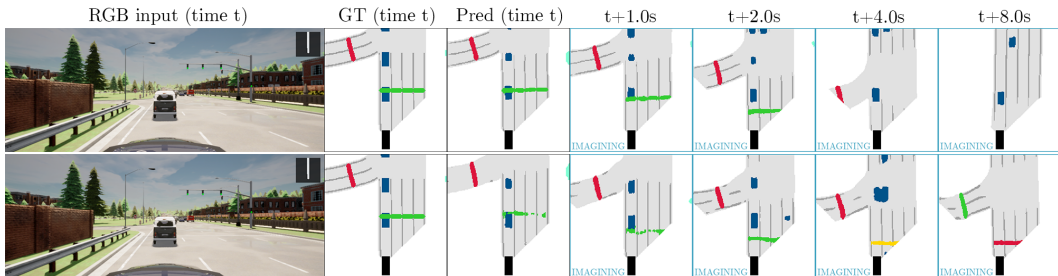 RGB input (time t) GT (time t) Pred (time t) t+1.0s t+2.0s t+4.0s t+8.0s
IMAGINING IMAGINING IMAGINING IMAGINING
IMAGINING IMAGINING IMAGINING IMAGINING